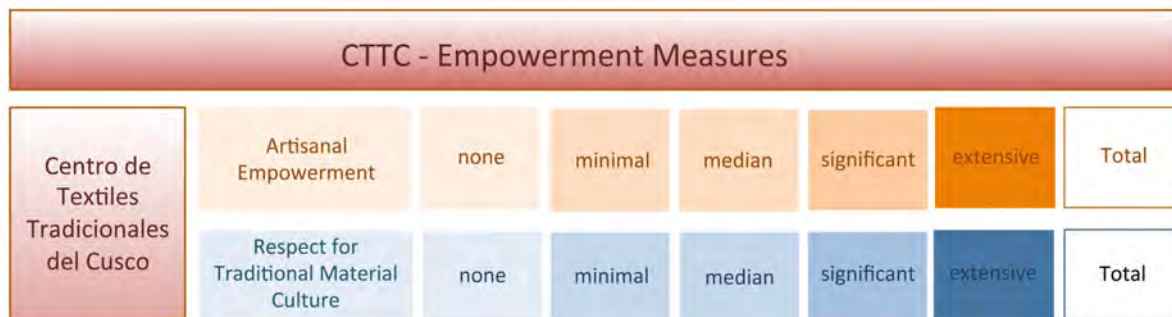 CTTC - Empowerment Measures
Centro de
Textiles
Tradicionales
del Cusco
Artisanal
Empowerment
none
minimal
median
significant
extensive
Total
Respect for
Traditional Material
Culture
none
minimal
median
significant
extensive
Total